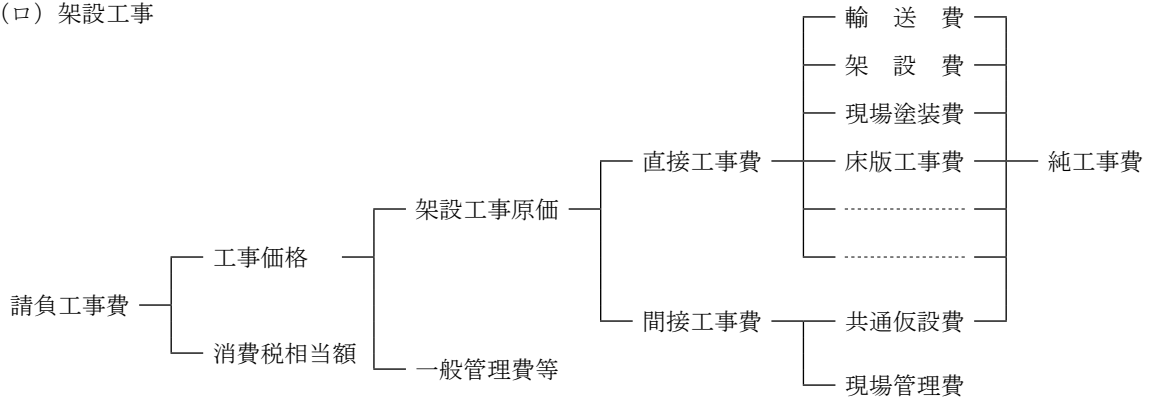 (ロ) 架設工事
輸送費
架設費
現場塗装費
直接工事費
床版工事費
純工事費
架設工事原価
工事価格
請負工事費
間接工事費
共通仮設費
消費税相当額
一般管理費等
現場管理費